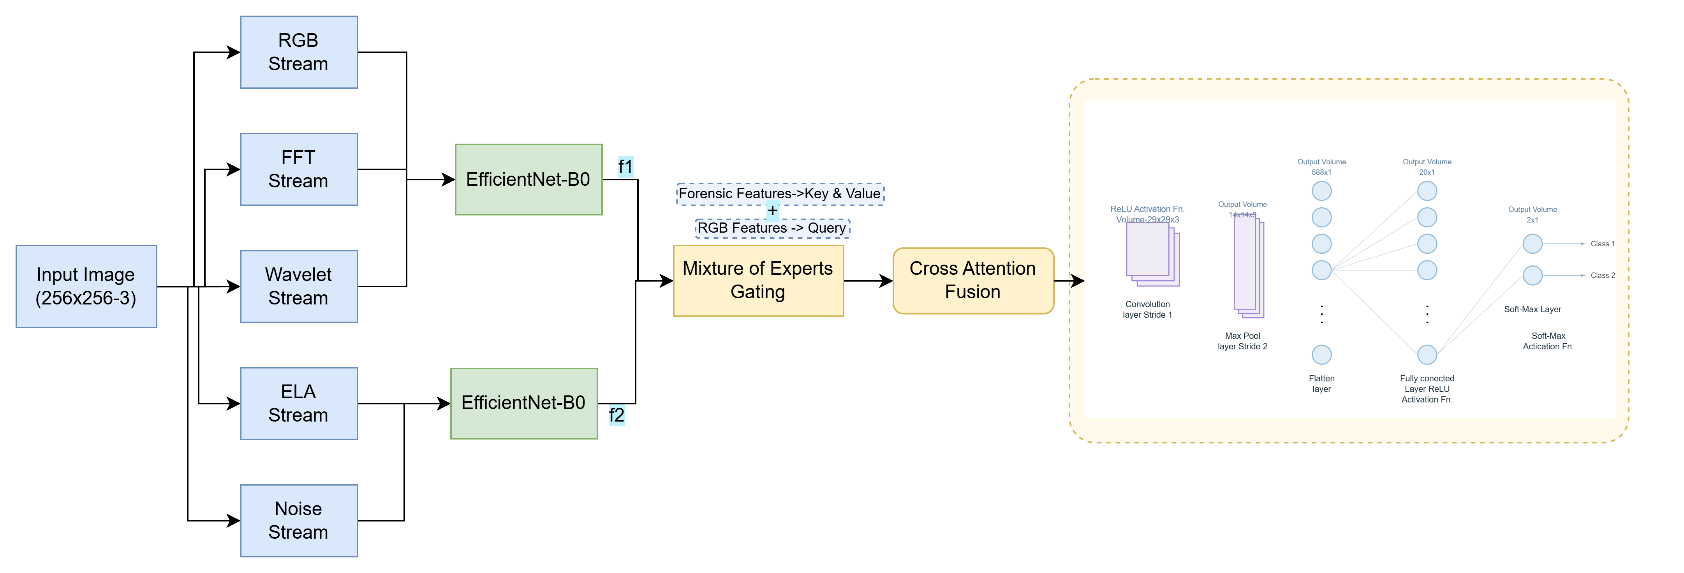 Input Image
(256x256-3)
RGB
Stream
FFT
Stream
Wavelet
Stream
ELA
Stream
Noise
Stream
EfficientNet-B0
f1
EfficientNet-B0
f2
Forensic Features->Key & Value
+
RGB Features -> Query
Mixture of Experts
Gating
Cross Attention
Fusion
ReLU Activation Fn.
Volume-29x29x3
Convolution
layer Stride 1
Output Volume
14x14x3
Max Pool
layer Stride 2
Output Volume
588x1
Flatten
layer
Output Volume
20x1
Fully conected
Layer ReLU
Activation Fn.
Output Volume
2x1
Class 1
Class 2
Soft-Max Layer
Soft-Max
Actication Fn.